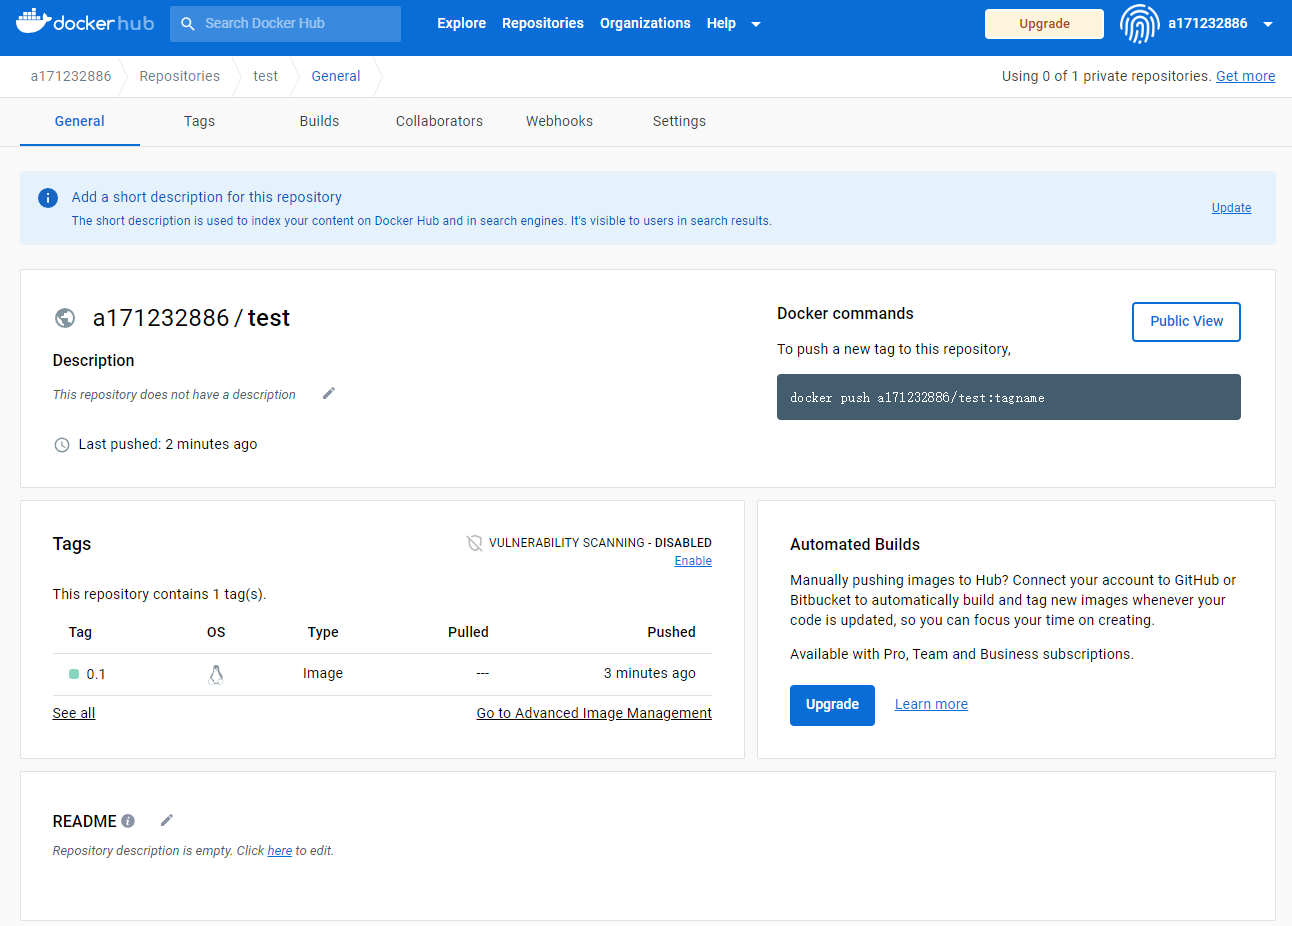 docker hub
Search Docker Hub
Explore Repositories Organizations Help
Upgrade
a171232886
a171232886 Repositories test General
Using 0 of 1 private repositories. Get more
General Tags Builds Collaborators Webhooks Settings
Add a short description for this repository
The short description is used to index your content on Docker Hub and in search engines. It's visible to users in search results.
Update
a171232886 / test
Description
This repository does not have a description
Last pushed: 2 minutes ago
Docker commands
Public View
To push a new tag to this repository,
docker push a171232886/test:tagname
Tags
VULNERABILITY SCANNING - DISABLED
Enable
This repository contains 1 tag(s).
Tag OS Type Pulled Pushed
0.1 Image --- 3 minutes ago
See all
Go to Advanced Image Management
Automated Builds
Manually pushing images to Hub? Connect your account to GitHub or
Bitbucket to automatically build and tag new images whenever your
code is updated, so you can focus your time on creating.
Available with Pro, Team and Business subscriptions.
Upgrade Learn more
README
Repository description is empty. Click here to edit.